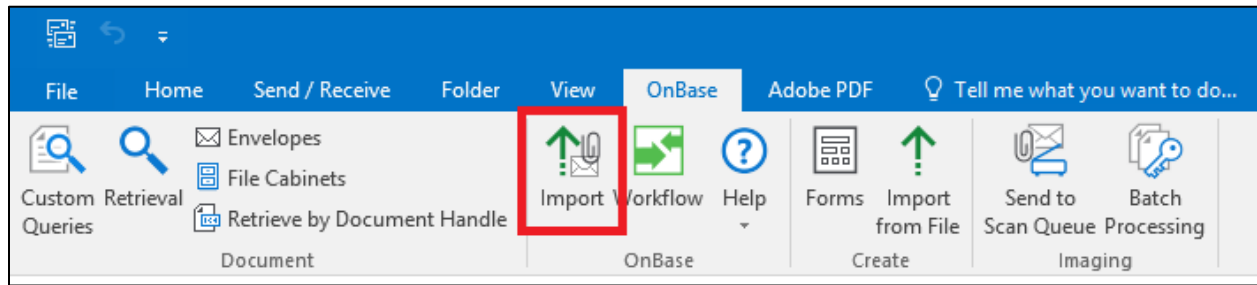 File Home Send / Receive Folder View OnBase Adobe PDF Tell me what you want to do...
Envelopes
File Cabinets
Retrieve by Document Handle
Custom Queries Retrieval
Import Workflow Help
Forms Import from File
Send to Scan Queue Batch Processing
Document OnBase Create Imaging